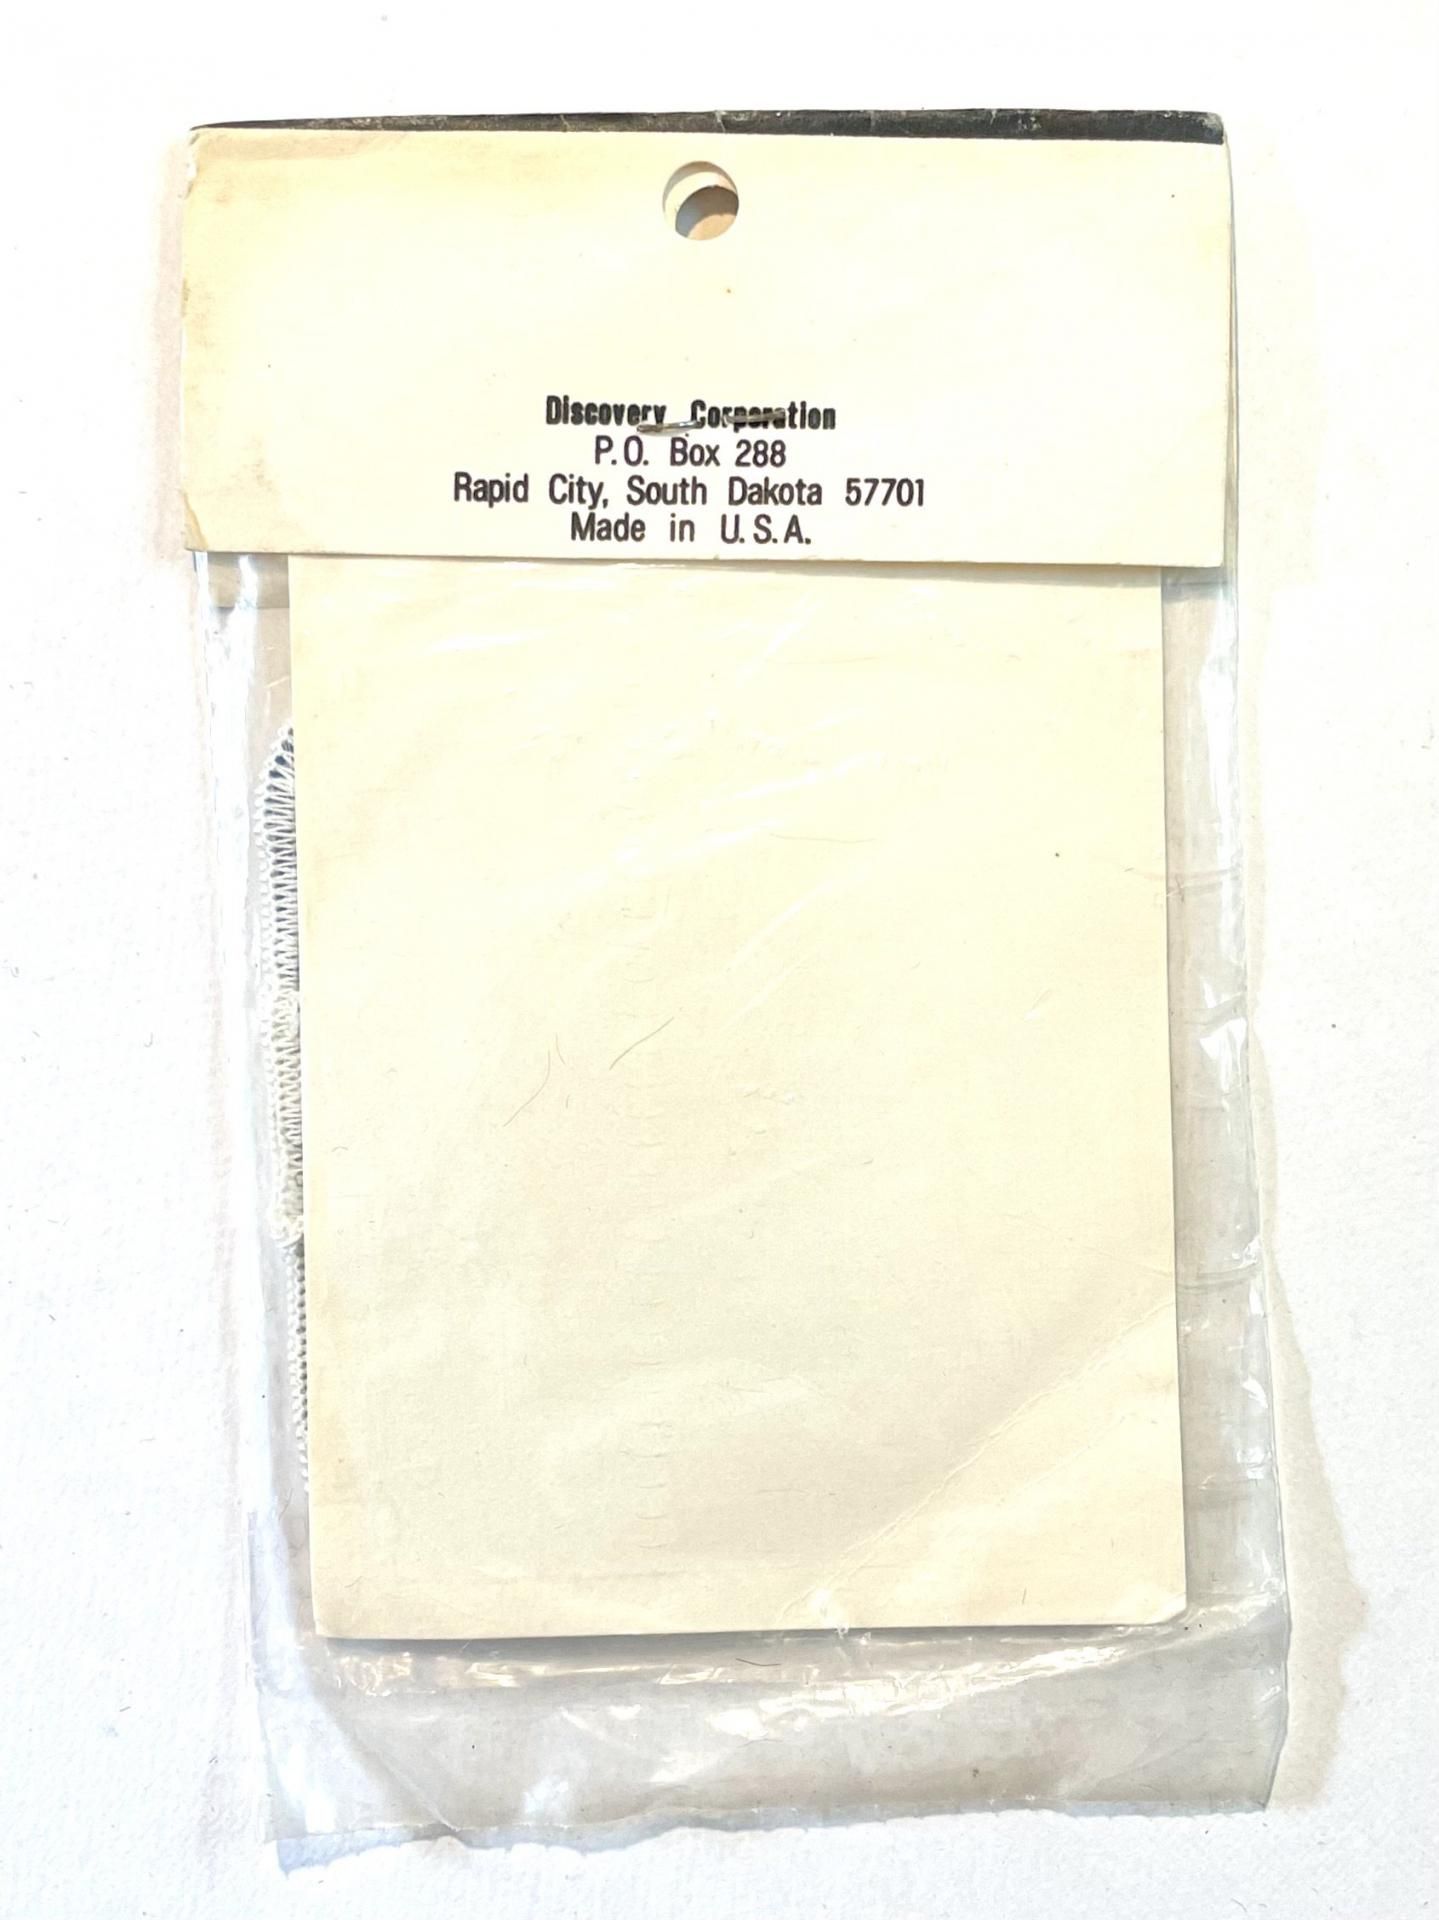 Discovery Corporation
P.O. Box 288
Rapid City, South Dakota 57701
Made in U.S.A.